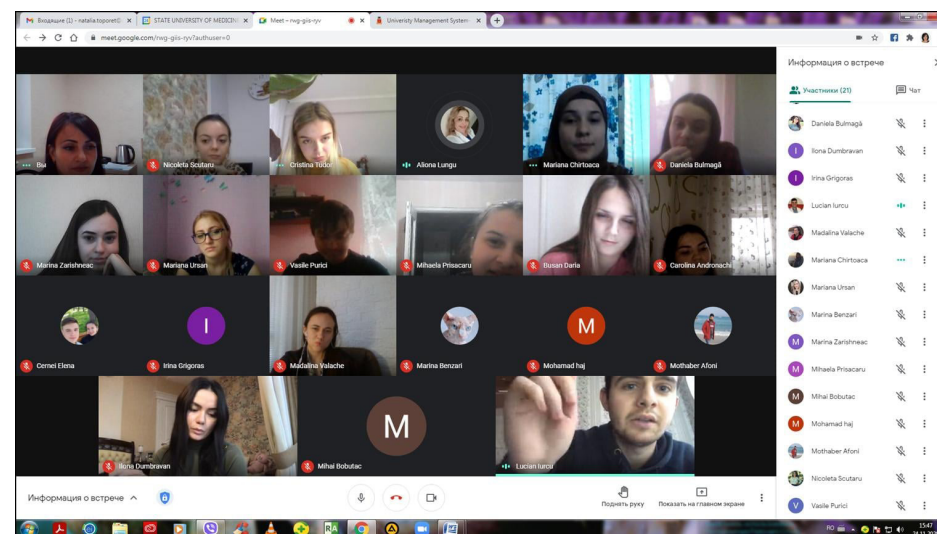 Входящие (1) - natalia.toporet@
STATE UNIVERSITY OF MEDICIN
Meet – rwg-giis-ryv
Univeristy Management System
meet.google.com/rwg-giis-ryv?authuser=0
Информация о встрече
Участники (21)
Чат
Daniela Bulmagă
Ilona Dumbravan
I
Irina Grigoras
Lucian Iurcu
Madalina Valache
Mariana Chirtoaca
Mariana Ursan
Marina Benzari
M
Marina Zarishneac
M
Mihaela Prisacaru
M
Mihai Bobutac
M
Mohamad haj
Mothaber Afoni
Nicoleta Scutaru
V
Vasile Purici
Nicoleta Scutaru
Cristina Tudor
Aliona Lungu
Mariana Chirtoaca
Daniela Bulmagă
Marina Zarishneac
Mariana Ursan
Vasile Purici
Mihaela Prisacaru
Busan Daria
Carolina Andronachi
I
M
Cernei Elena
Irina Grigoras
Madalina Valache
Marina Benzari
Mohamad haj
Mothaber Afoni
M
Ilona Dumbravan
Mihai Bobutac
Lucian Iurcu
Информация о встрече
Поднять руку
Показать на главном экране
RO
15:47